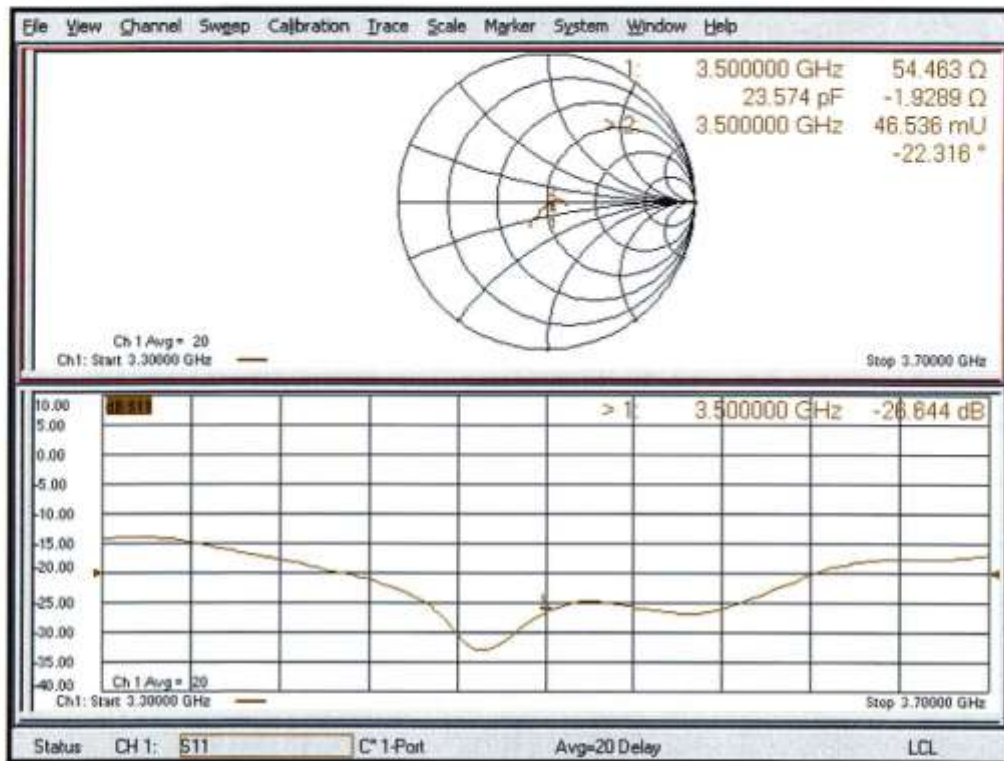 File View Channel Sweep Calibration Trace Scale Marker System Window Help
1: 3.500000 GHz 54.463 Ω
23.574 pF -1.9289 Ω
> 2: 3.500000 GHz 46.536 mU
-22.316 °
Ch 1 Avg = 20
Ch1: Start 3.30000 GHz Stop 3.70000 GHz
10.00 dB S11 > 1: 3.500000 GHz -26.644 dB
5.00
0.00
-5.00
-10.00
-15.00
-20.00
-25.00
-30.00
-35.00
-40.00 Ch 1 Avg = 20
Ch1: Start 3.30000 GHz Stop 3.70000 GHz
Status CH 1: S11 C* 1-Port Avg=20 Delay LCL